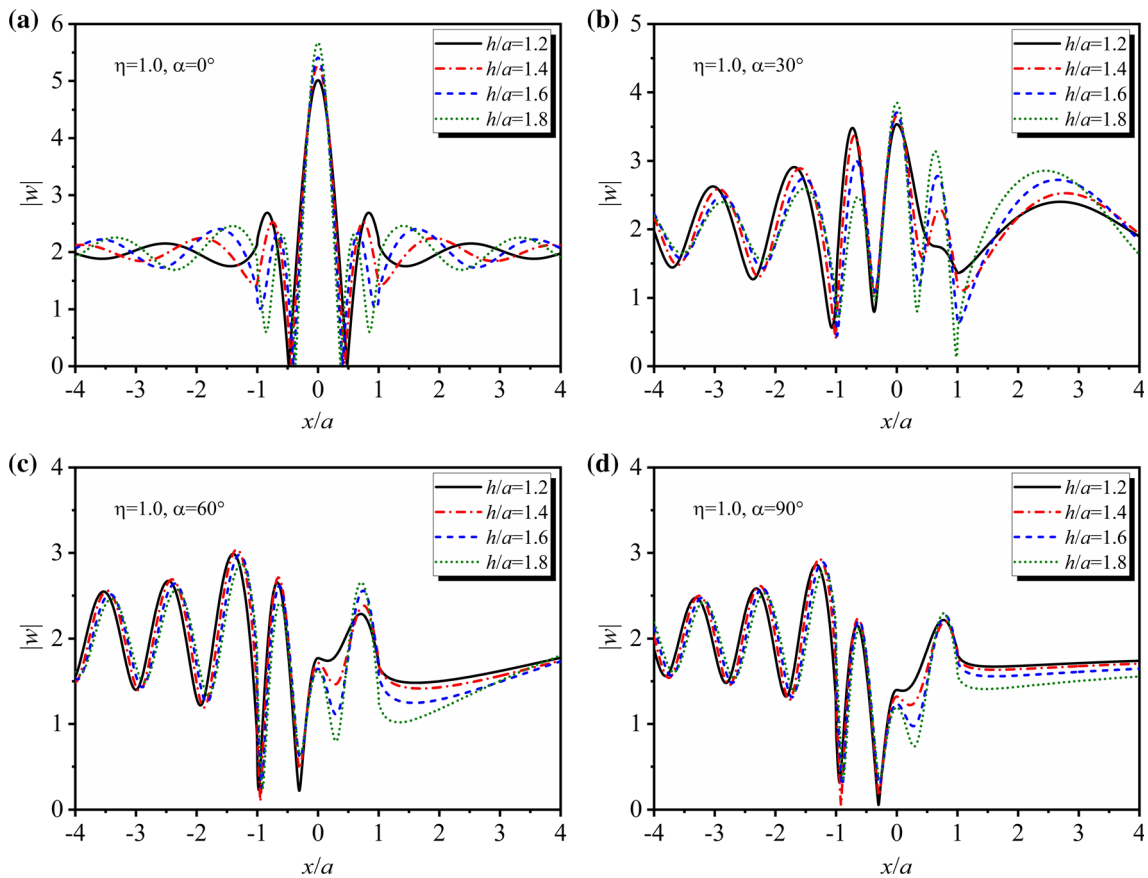 (a)
6
5
4
3
2
1
0
|w|
η=1.0, α=0°
h/a=1.2
h/a=1.4
h/a=1.6
h/a=1.8
-4 -3 -2 -1 0 1 2 3 4
x/a
(b)
5
4
3
2
1
0
|w|
η=1.0, α=30°
h/a=1.2
h/a=1.4
h/a=1.6
h/a=1.8
-4 -3 -2 -1 0 1 2 3 4
x/a
(c)
4
3
2
1
0
|w|
η=1.0, α=60°
h/a=1.2
h/a=1.4
h/a=1.6
h/a=1.8
-4 -3 -2 -1 0 1 2 3 4
x/a
(d)
4
3
2
1
0
|w|
η=1.0, α=90°
h/a=1.2
h/a=1.4
h/a=1.6
h/a=1.8
-4 -3 -2 -1 0 1 2 3 4
x/a